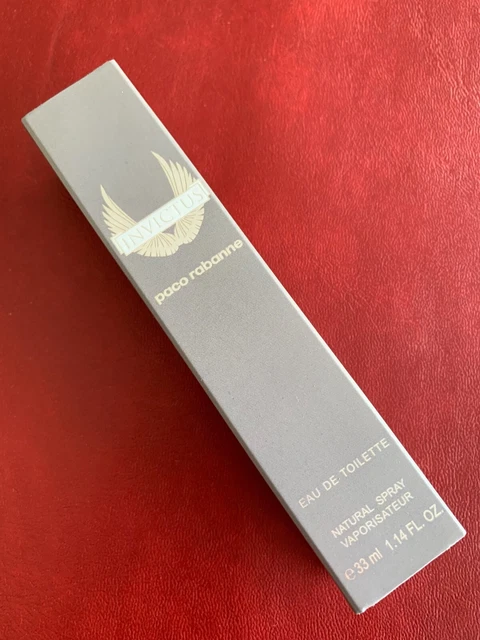 INVICTUS
paco rabanne
EAU DE TOILETTE
NATURAL SPRAY
VAPORISATEUR
℮33 ml 1.14 FL. OZ.